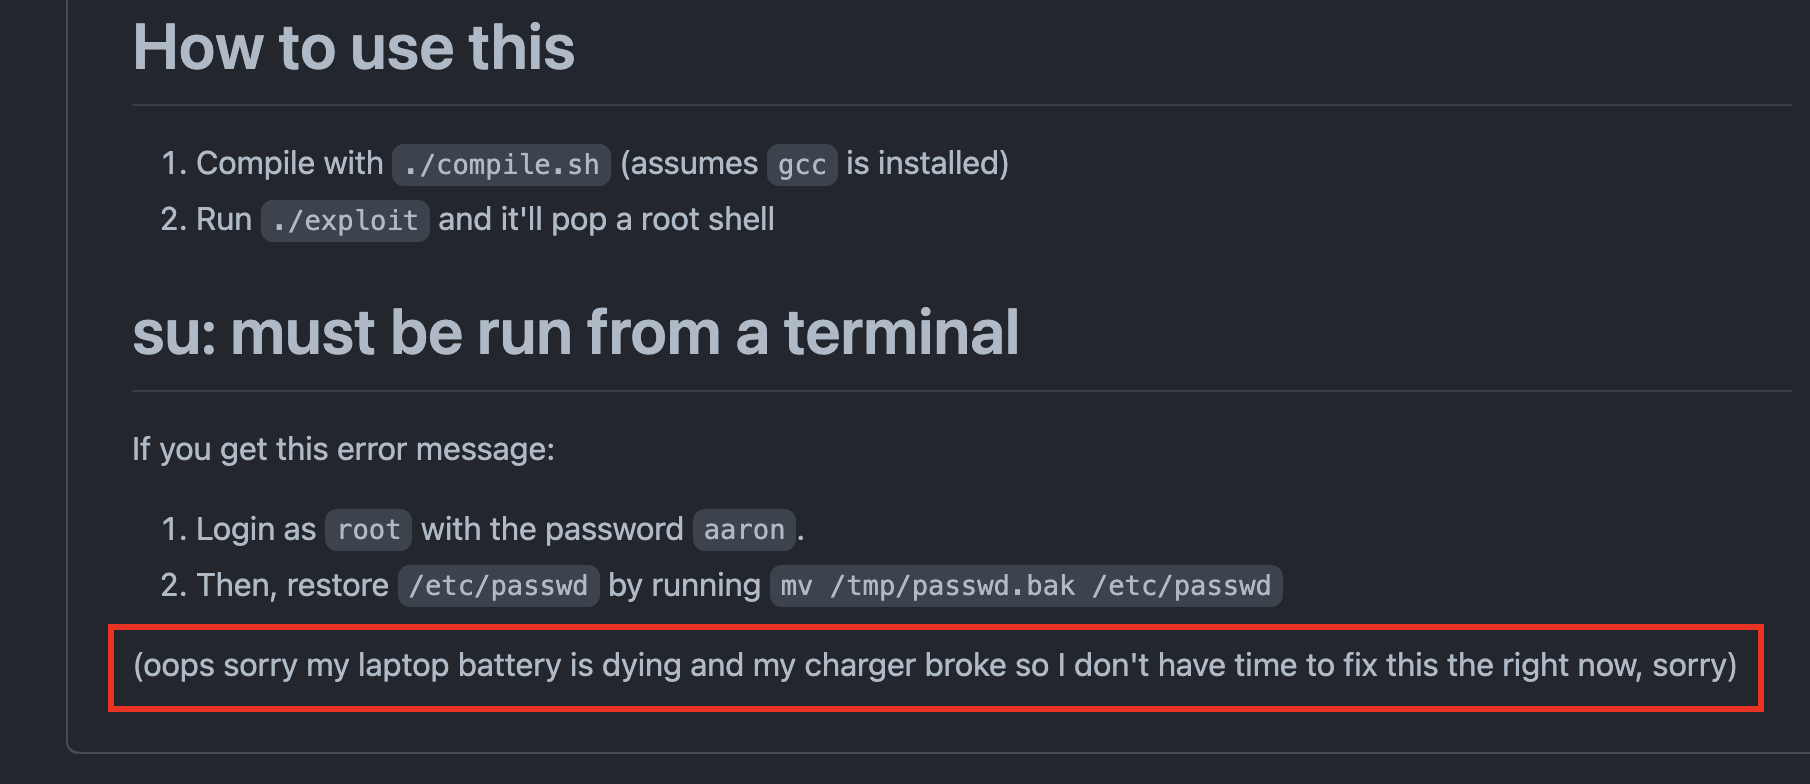 How to use this
1. Compile with ./compile.sh (assumes gcc is installed)
2. Run ./exploit and it'll pop a root shell
su: must be run from a terminal
If you get this error message:
1. Login as root with the password aaron.
2. Then, restore /etc/passwd by running mv /tmp/passwd.bak /etc/passwd
(oops sorry my laptop battery is dying and my charger broke so I don't have time to fix this the right now, sorry)